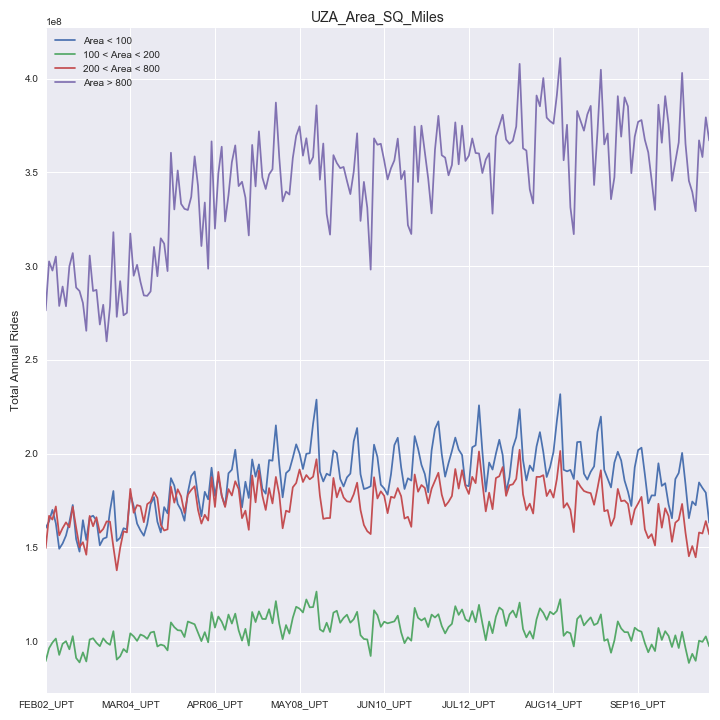 UZA_Area_SQ_Miles
1e8
Area < 100
100 < Area < 200
200 < Area < 800
Area > 800
4.0
3.5
3.0
2.5
2.0
1.5
1.0
Total Annual Rides
FEB02_UPT MAR04_UPT APR06_UPT MAY08_UPT JUN10_UPT JUL12_UPT AUG14_UPT SEP16_UPT